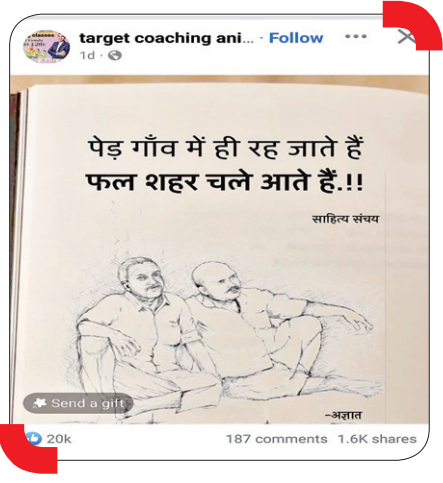 target coaching ani... · Follow
1d
पेड़ गाँव में ही रह जाते हैं
फल शहर चले आते हैं.!!
साहित्य संचय
Send a gift
-अज्ञात
20k 187 comments 1.6K shares